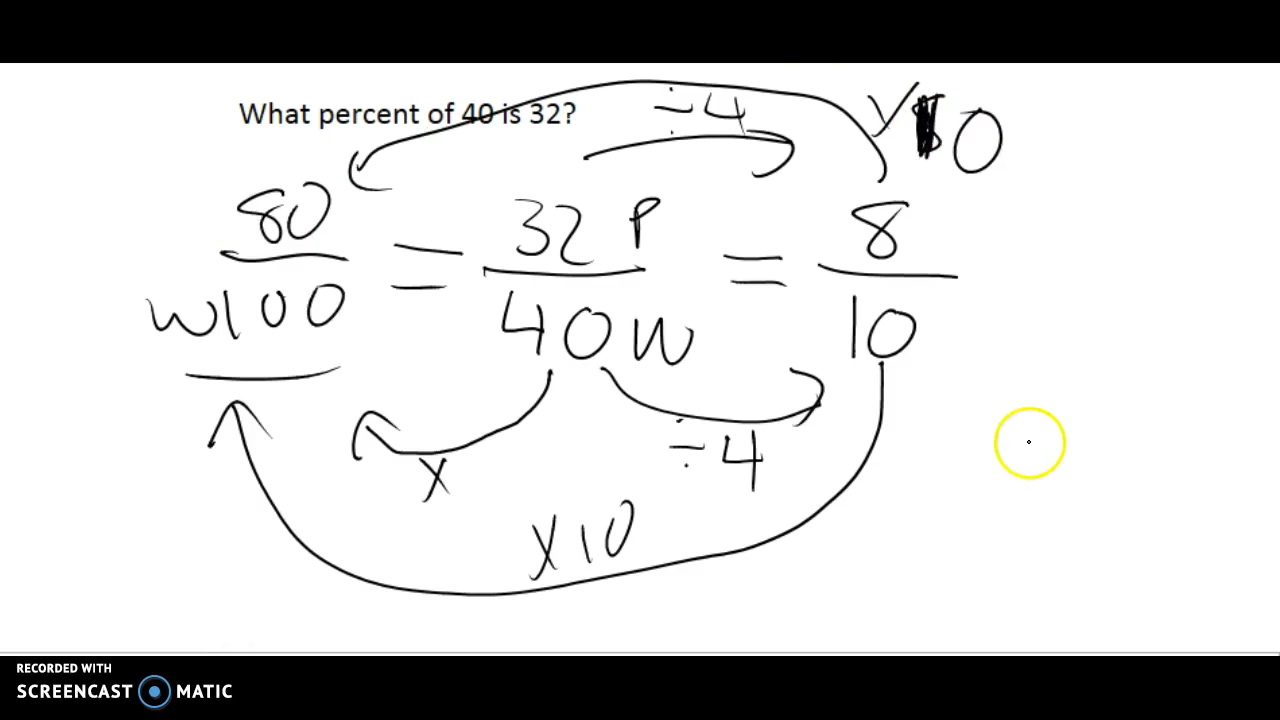 What percent of 40 is 32?
÷4
X 10
80 = 32 P = 8
W100 40 W 10
X
÷4
X10
RECORDED WITH
SCREENCAST MATIC